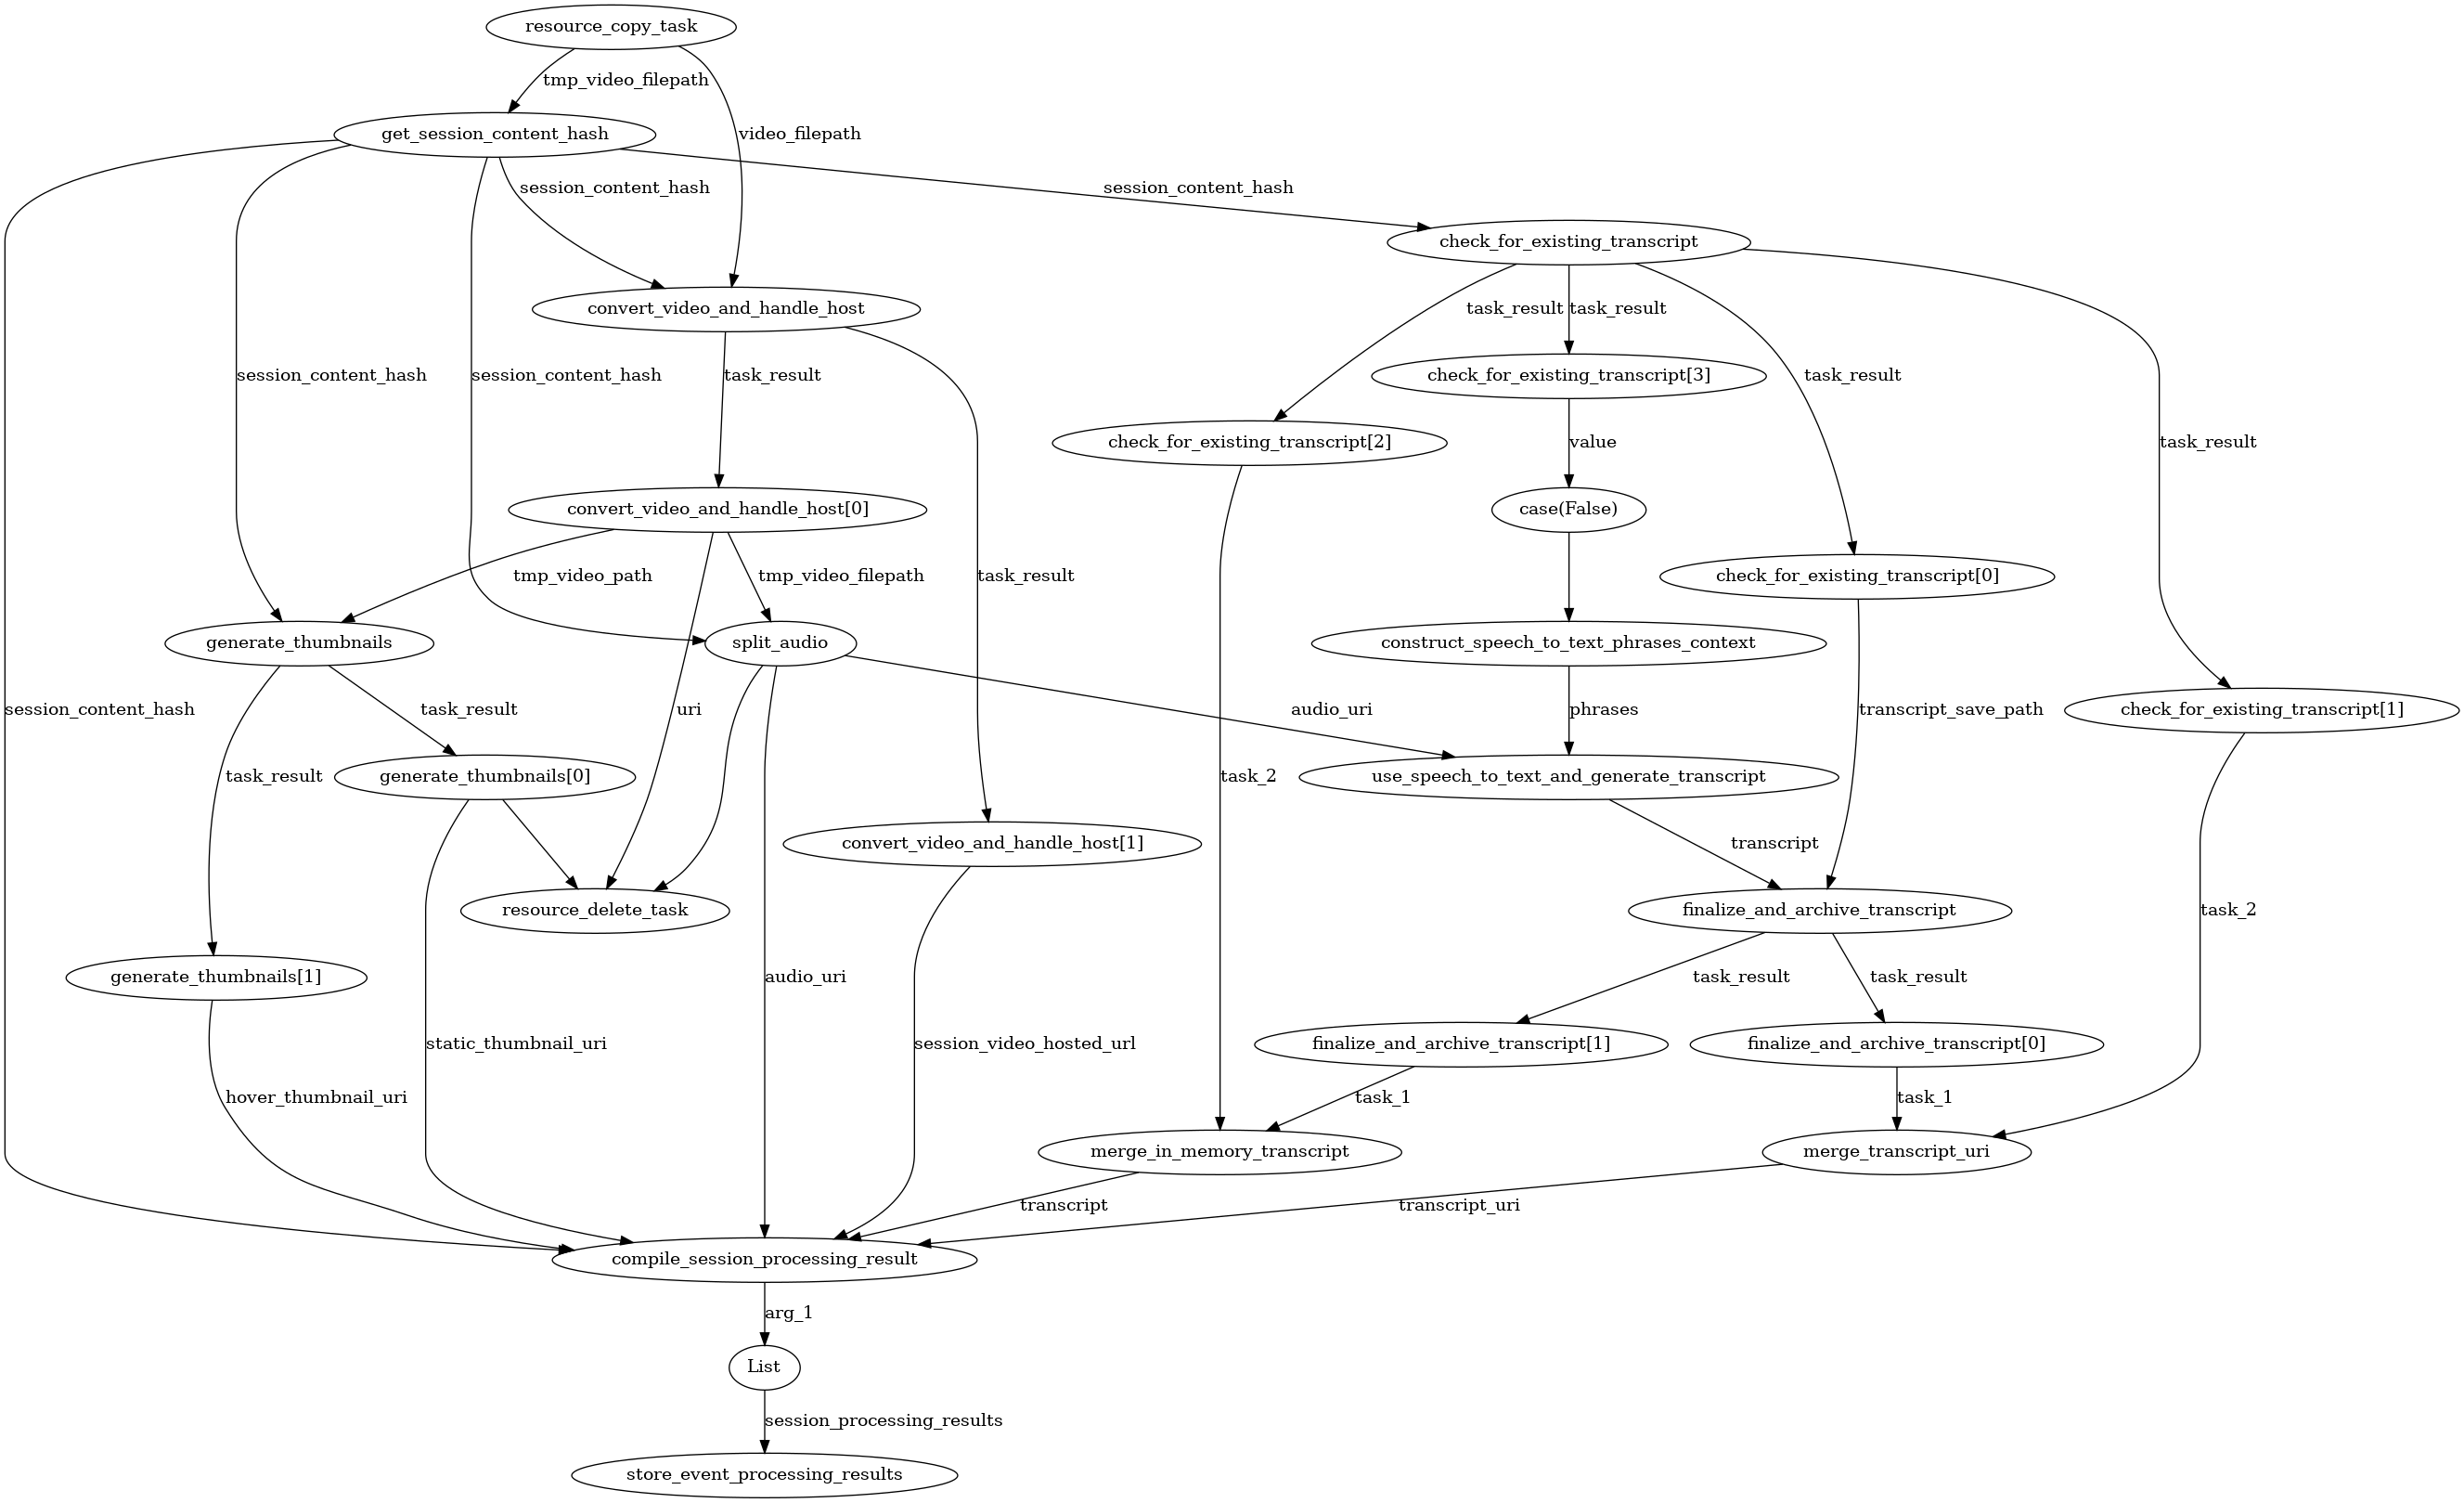 resource_copy_task
tmp_video_filepath
get_session_content_hash
video_filepath
session_content_hash
session_content_hash
check_for_existing_transcript
convert_video_and_handle_host
task_result
task_result
session_content_hash
session_content_hash
task_result
check_for_existing_transcript[3]
task_result
check_for_existing_transcript[2]
value
task_result
convert_video_and_handle_host[0]
case(False)
tmp_video_path
tmp_video_filepath
task_result
check_for_existing_transcript[0]
generate_thumbnails
split_audio
construct_speech_to_text_phrases_context
session_content_hash
task_result
uri
audio_uri
phrases
transcript_save_path
check_for_existing_transcript[1]
task_result
generate_thumbnails[0]
task_2
use_speech_to_text_and_generate_transcript
convert_video_and_handle_host[1]
transcript
resource_delete_task
finalize_and_archive_transcript
task_2
generate_thumbnails[1]
audio_uri
task_result
task_result
static_thumbnail_uri
session_video_hosted_url
finalize_and_archive_transcript[1]
finalize_and_archive_transcript[0]
hover_thumbnail_uri
task_1
task_1
merge_in_memory_transcript
merge_transcript_uri
transcript
transcript_uri
compile_session_processing_result
arg_1
List
session_processing_results
store_event_processing_results